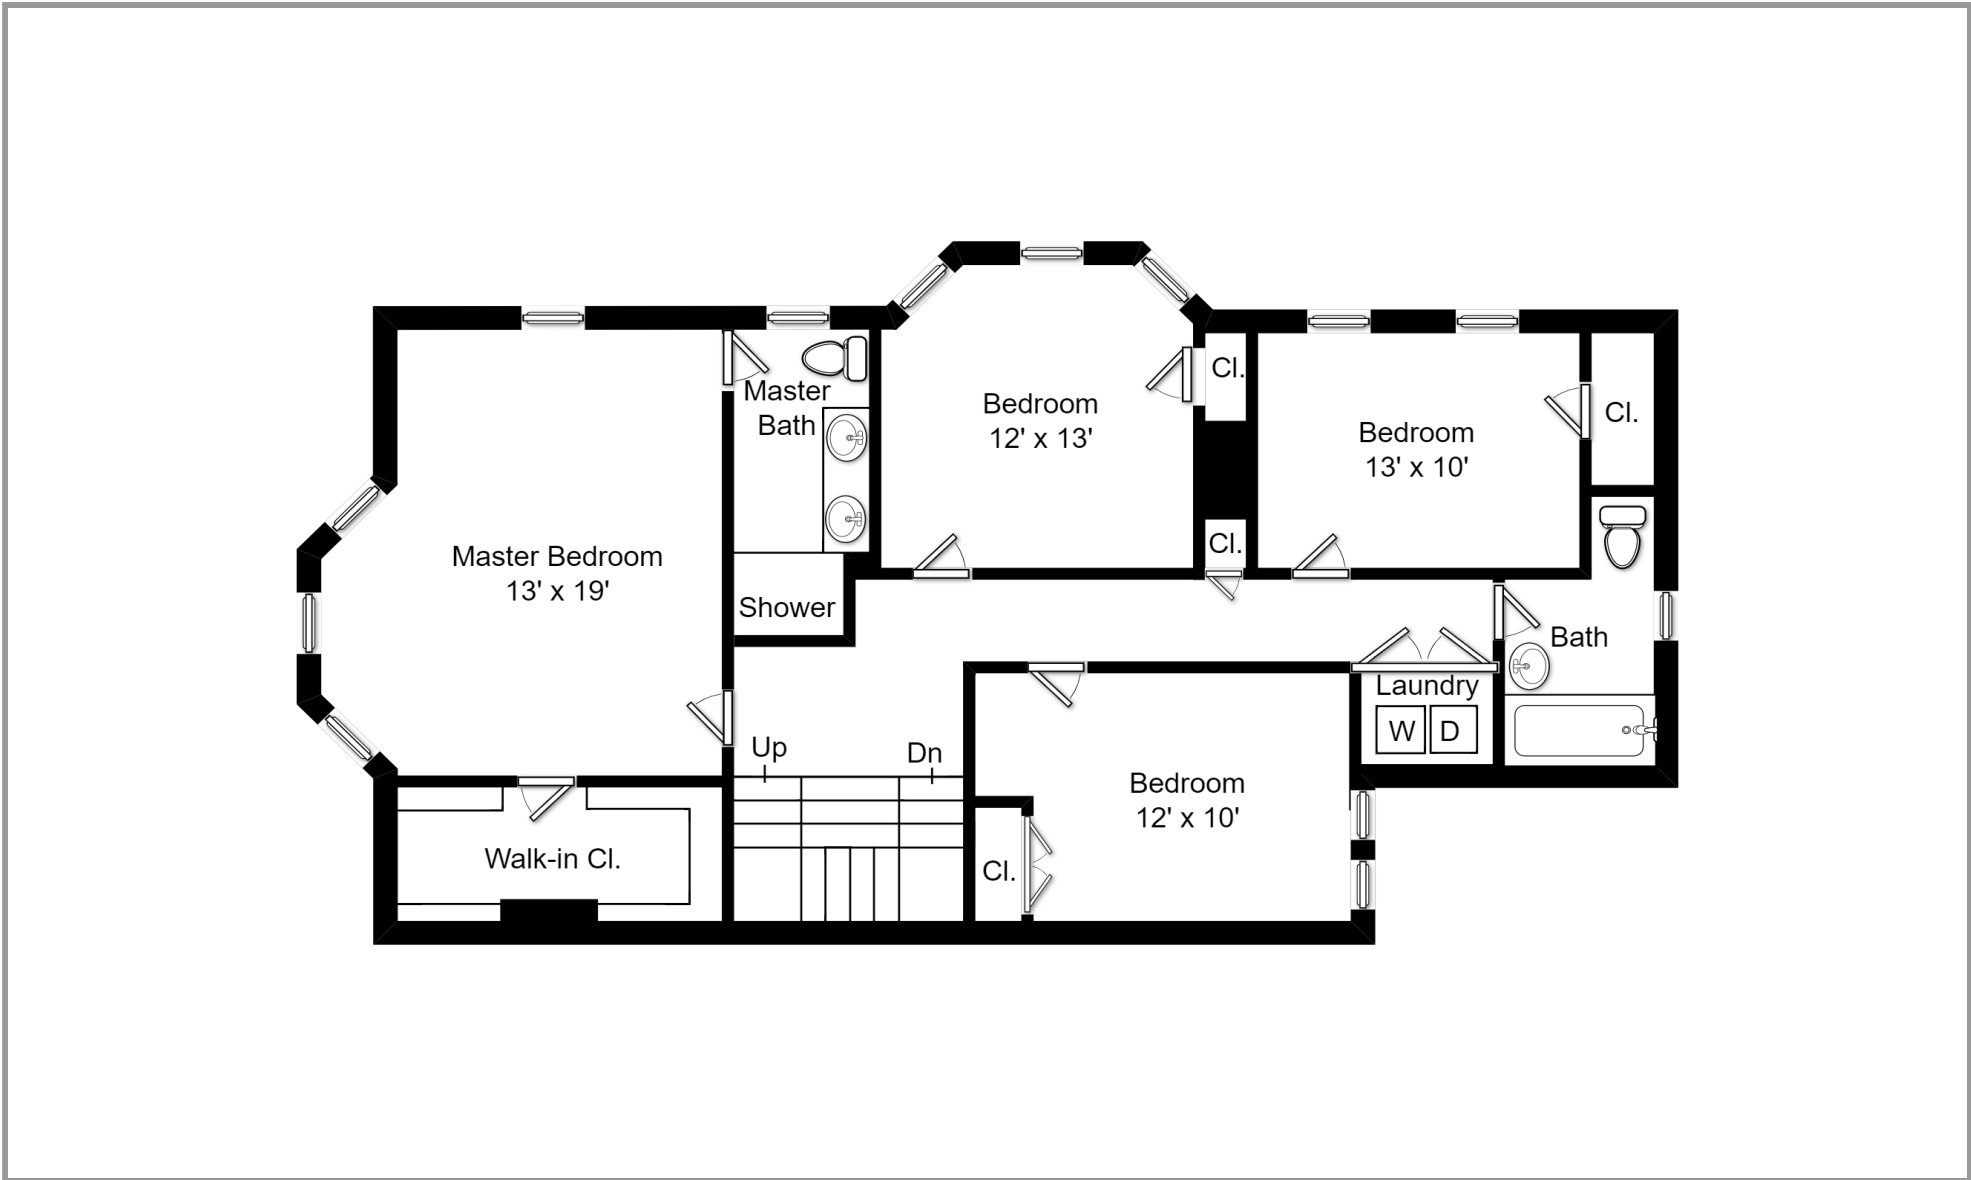 Master
Bath
Bedroom
12' x 13'
Cl.
Bedroom
13' x 10'
Cl.
Master Bedroom
13' x 19'
Shower
Cl.
Bath
Laundry
W D
Up
Dn
Bedroom
12' x 10'
Walk-in Cl.
Cl.